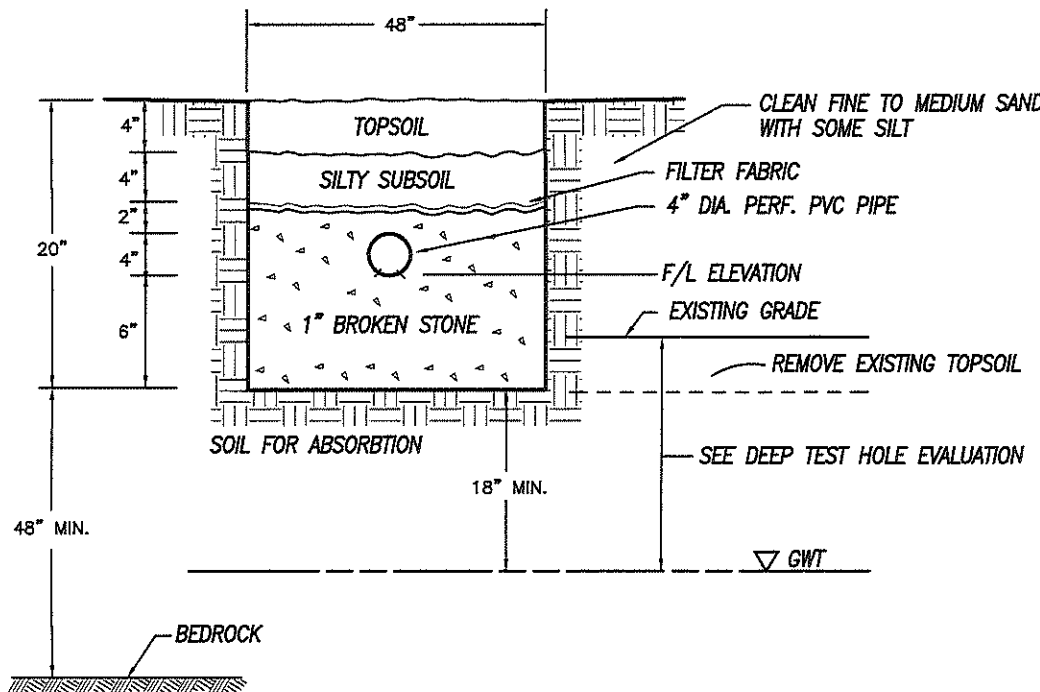 48"
CLEAN FINE TO MEDIUM SAND
WITH SOME SILT
4"
TOPSOIL
4"
SILTY SUBSOIL
FILTER FABRIC
2"
4" DIA. PERF. PVC PIPE
20"
4"
F/L ELEVATION
EXISTING GRADE
6"
1" BROKEN STONE
REMOVE EXISTING TOPSOIL
SOIL FOR ABSORBTION
SEE DEEP TEST HOLE EVALUATION
18" MIN.
48" MIN.
GWT
BEDROCK